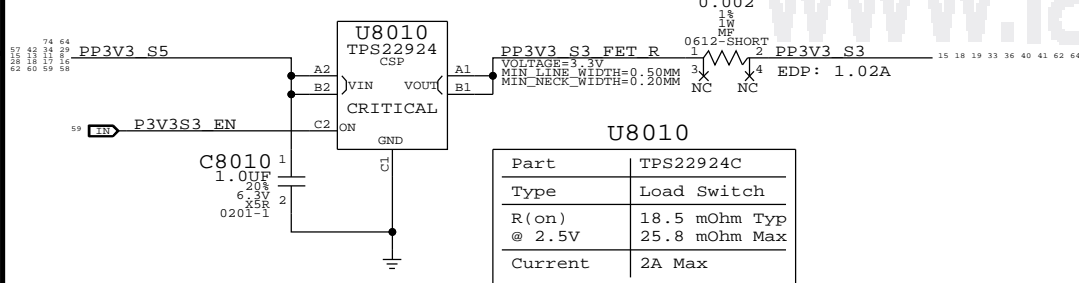 0.002
1%
1W
MF
0612-SHORT
www.lc
74 64
57 42 34 29
15 13 11 8
28 18 17 16
62 60 59 58
PP3V3_S5
U8010
TPS22924
CSP
A2
B2
VIN
VOUT
A1
B1
CRITICAL
C2
ON
GND
C1
PP3V3_S3_FET_R
VOLTAGE=3.3V
MIN_LINE_WIDTH=0.50MM
MIN_NECK_WIDTH=0.20MM
1
2
3
4
NC
NC
PP3V3_S3
EDP: 1.02A
15 18 19 33 36 40 41 62 64
59
IN
P3V3S3_EN
C8010
1.0UF
20%
6.3V
X5R
0201-1
1
2
U8010
Part
TPS22924C
Type
Load Switch
R(on)
@ 2.5V
18.5 mOhm Typ
25.8 mOhm Max
Current
2A Max